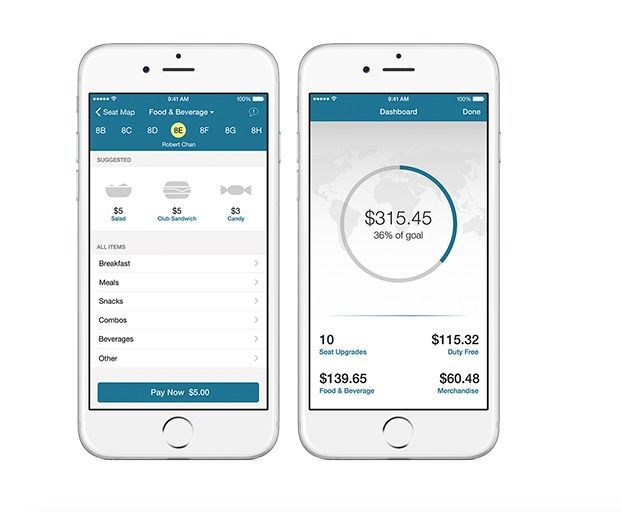 9:41 AM 100%
Seat Map Food & Beverage
8B 8C 8D 8E 8F 8G 8H
Robert Chan
SUGGESTED
$5 $5 $3
Salad Club Sandwich Candy
ALL ITEMS
Breakfast
Meals
Snacks
Combos
Beverages
Other
Pay Now $5.00
9:41 AM 100%
Dashboard Done
$315.45
36% of goal
10 $115.32
Seat Upgrades Duty Free
$139.65 $60.48
Food & Beverage Merchandise